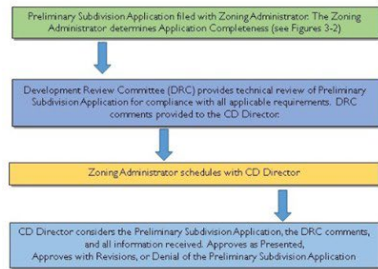 Preliminary Subdivision Application filed with Zoning Administrator. The Zoning
Administrator determines Application Completeness (see Figures 3-2)
Development Review Committee (DRC) provides technical review of Preliminary
Subdivision Application for compliance with all applicable requirements. DRC
comments provided to the CD Director.
Zoning Administrator schedules with CD Director
CD Director considers the Preliminary Subdivision Application, the DRC comments,
and all information received. Approves as Presented,
Approves with Revisions, or Denial of the Preliminary Subdivision Application